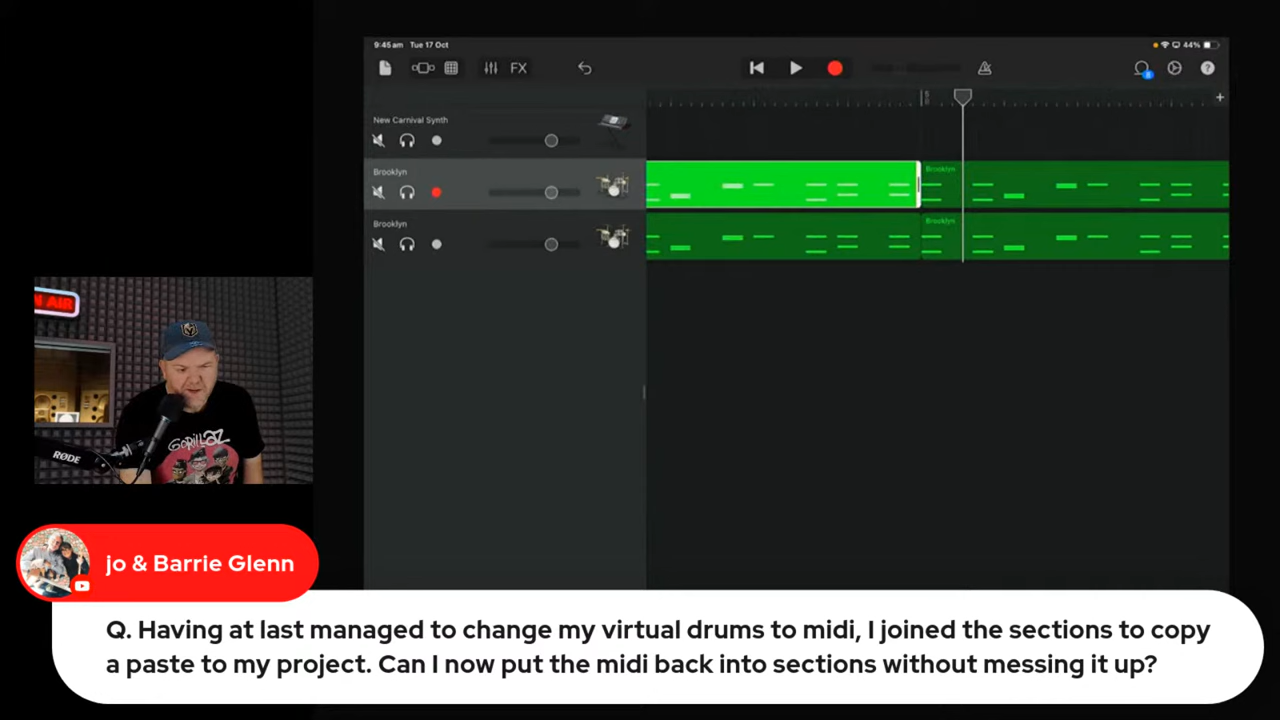 9:45am Tue 17 Oct
44%
FX
8
?
+
New Carnival Synth
Brooklyn
Brooklyn
Brooklyn
Brooklyn
ON AIR
RØDE
GORILLAZ
jo & Barrie Glenn
Q. Having at last managed to change my virtual drums to midi, I joined the sections to copy
a paste to my project. Can I now put the midi back into sections without messing it up?